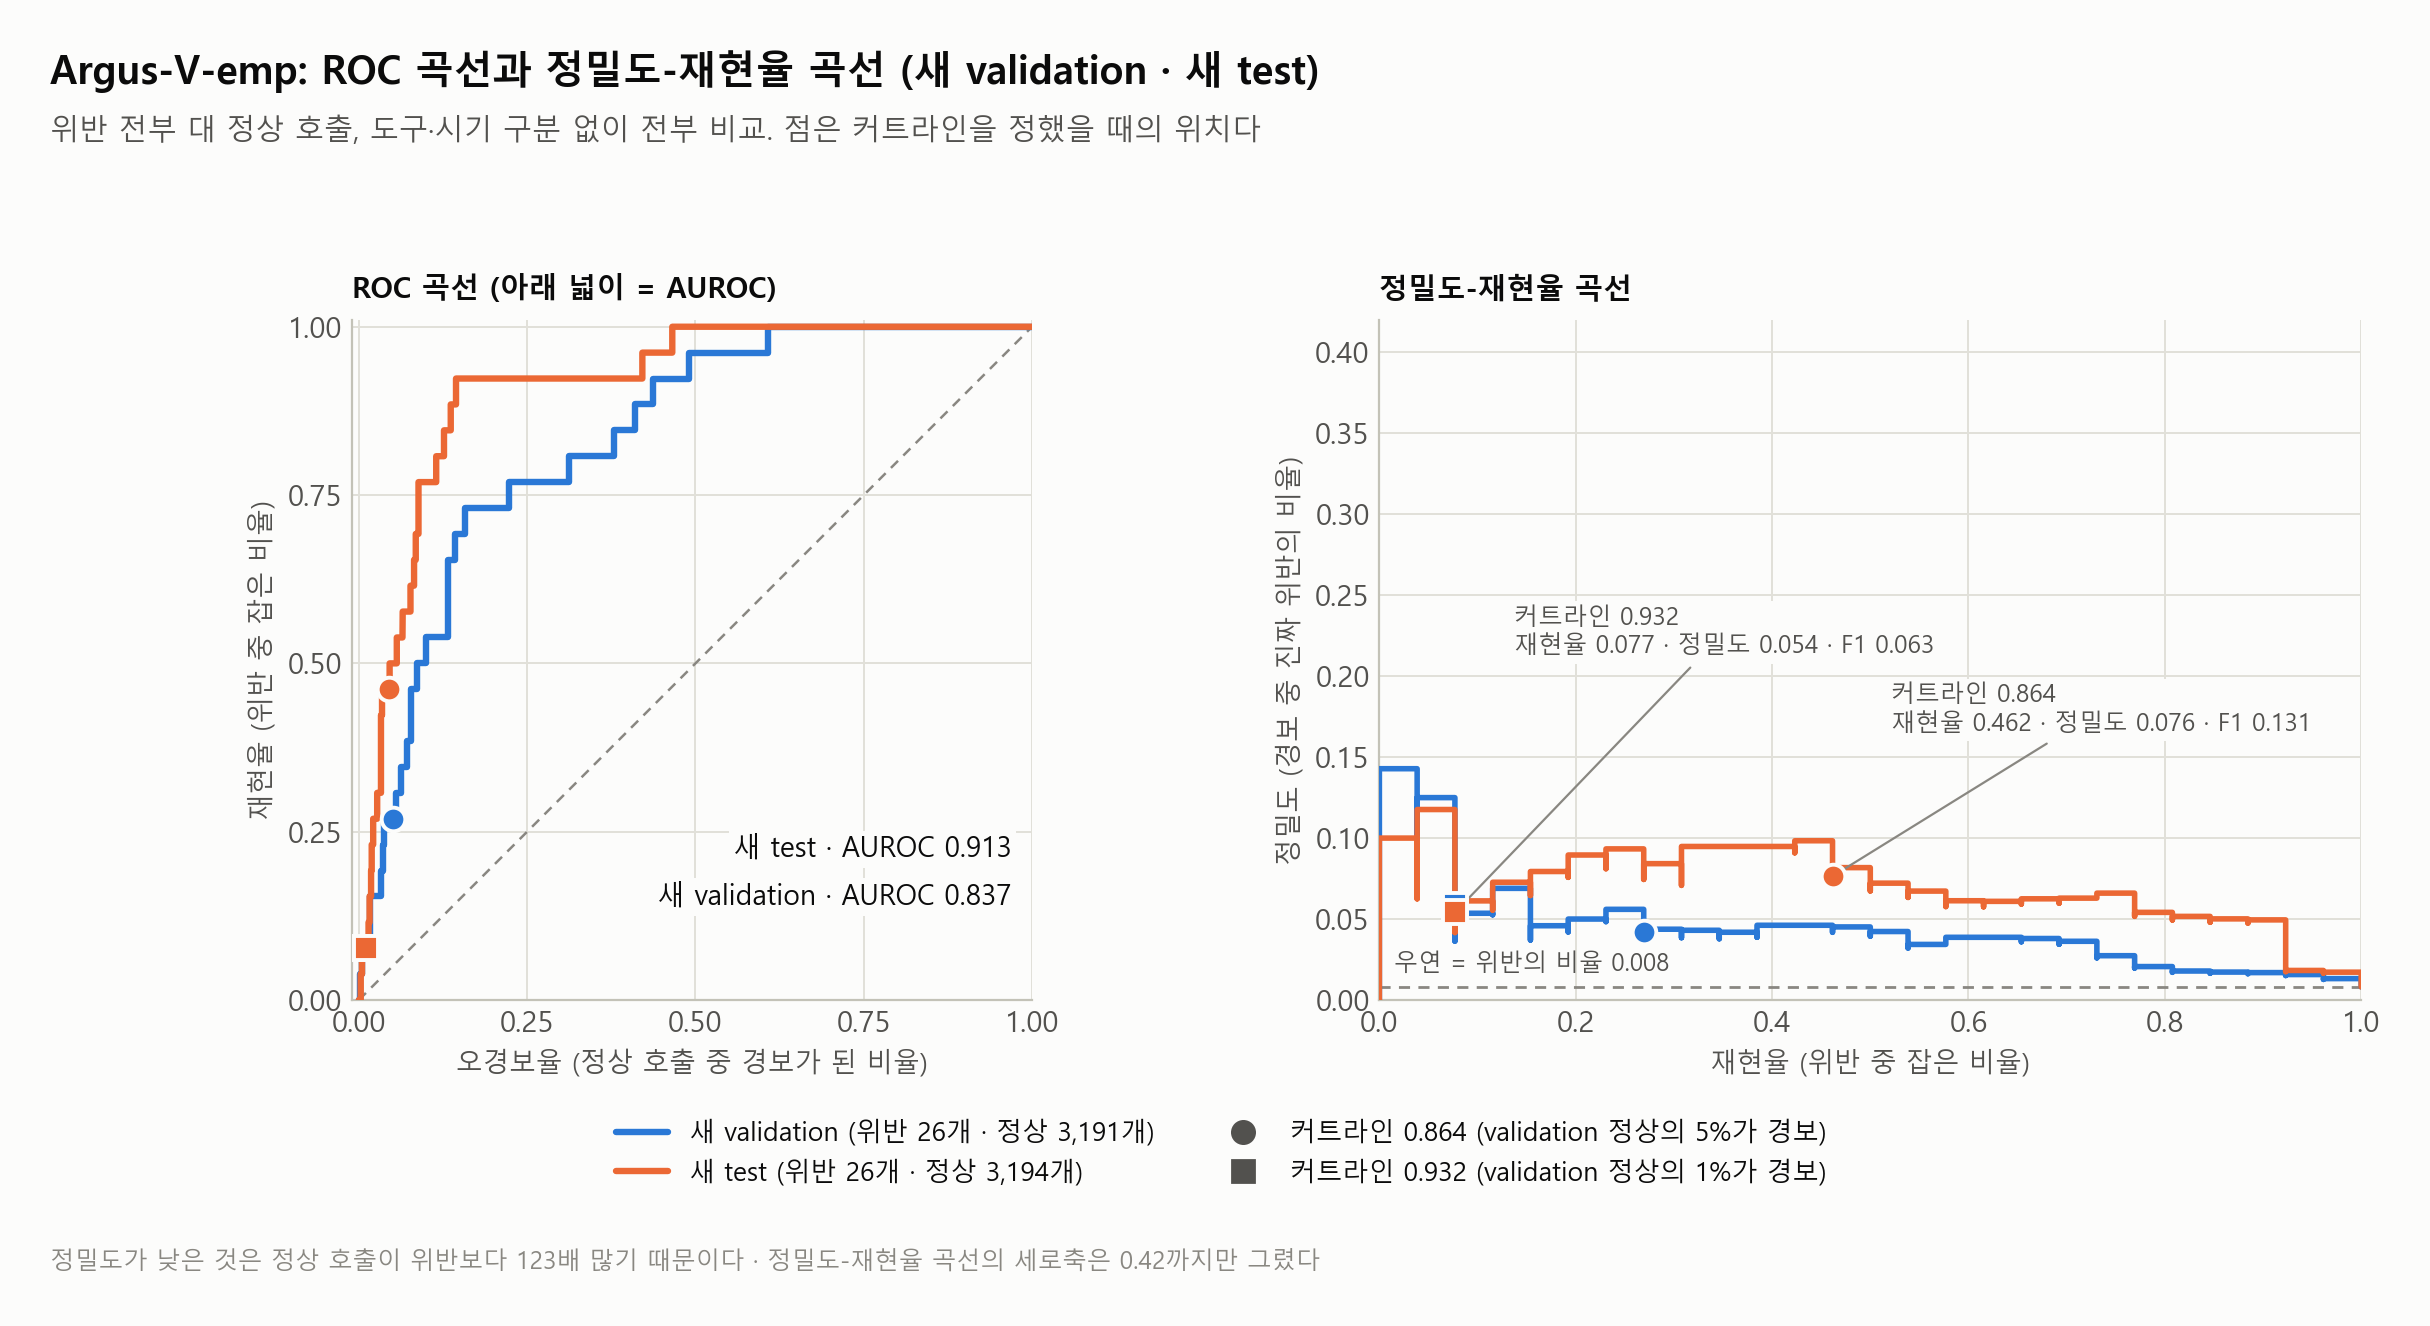 Argus-V-emp: ROC 곡선과 정밀도-재현율 곡선 (새 validation · 새 test)
위반 전부 대 정상 호출, 도구·시기 구분 없이 전부 비교. 점은 커트라인을 정했을 때의 위치다
ROC 곡선 (아래 넓이 = AUROC)
1.00
0.75
0.50
0.25
0.00
재현율 (위반 중 잡은 비율)
새 test · AUROC 0.913
새 validation · AUROC 0.837
0.00 0.25 0.50 0.75 1.00
오경보율 (정상 호출 중 경보가 된 비율)
정밀도-재현율 곡선
0.40
0.35
0.30
0.25
0.20
0.15
0.10
0.05
0.00
정밀도 (경보 중 진짜 위반의 비율)
커트라인 0.932
재현율 0.077 · 정밀도 0.054 · F1 0.063
커트라인 0.864
재현율 0.462 · 정밀도 0.076 · F1 0.131
우연 = 위반의 비율 0.008
0.0 0.2 0.4 0.6 0.8 1.0
재현율 (위반 중 잡은 비율)
새 validation (위반 26개 · 정상 3,191개)
새 test (위반 26개 · 정상 3,194개)
커트라인 0.864 (validation 정상의 5%가 경보)
커트라인 0.932 (validation 정상의 1%가 경보)
정밀도가 낮은 것은 정상 호출이 위반보다 123배 많기 때문이다 · 정밀도-재현율 곡선의 세로축은 0.42까지만 그렸다